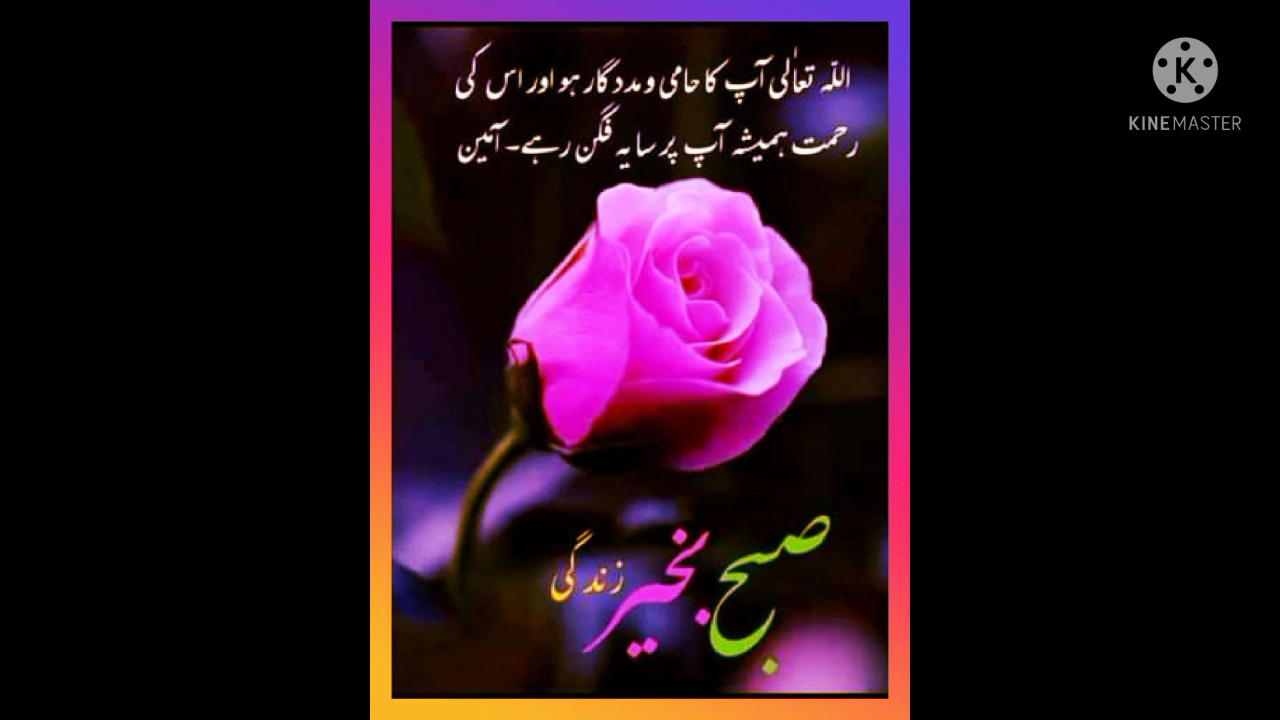 اللہ تعالٰی آپ کا حامی و مددگار ہو اور اس کی
رحمت ہمیشہ آپ پر سایہ فگن رہے۔ آمین
صبح بخیر زندگی
KINEMASTER